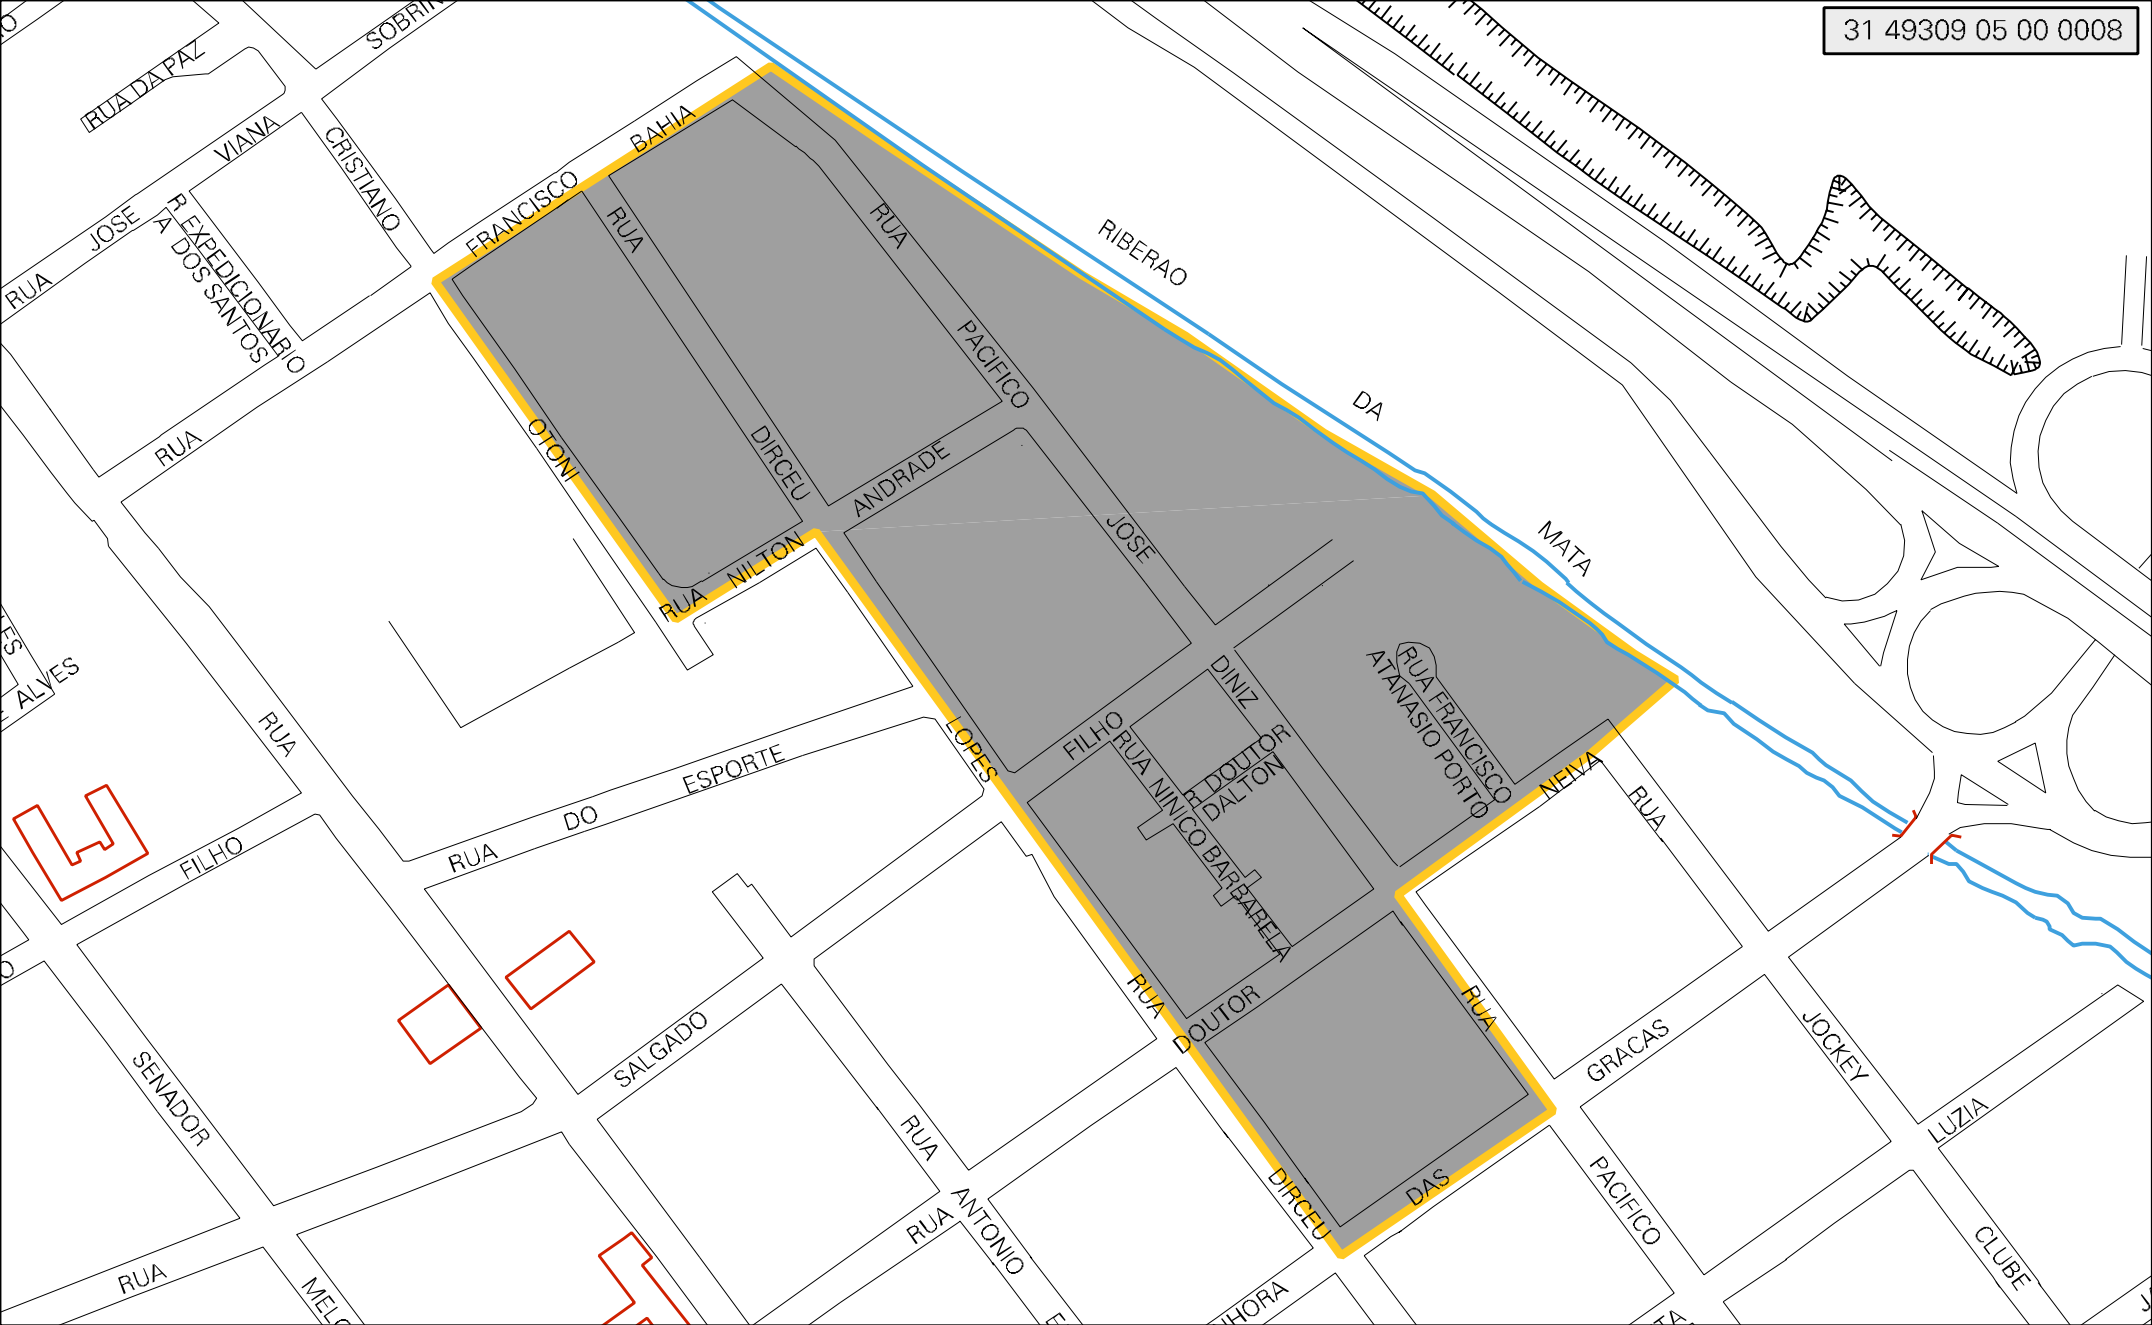 31 49309 05 00 0008
SOBRIN
RUA DA PAZ
VIANA
CRISTIANO
BAHIA
FRANCISCO
JOSE
RUA
R EXPEDICIONARIO
A DOS SANTOS
RUA
RUA
PACIFICO
JOSE
DINIZ
RIBERAO
DA
MATA
RUA
OTONI
DIRCEU
ANDRADE
NILTON
RUA
ALVES
RUA
LOPES
FILHO
RUA NINICO BARBARELA
R DOUTOR
DALTON
RUA FRANCISCO
ATANASIO PORTO
NEIVA
RUA
ESPORTE
DO
RUA
FILHO
RUA
DOUTOR
RUA
GRACAS
JOCKEY
LUZIA
SALGADO
SENADOR
RUA
ANTONIO
RUA
DIRCEU
DAS
PACIFICO
CLUBE
RUA
MELO
NHORA
TA